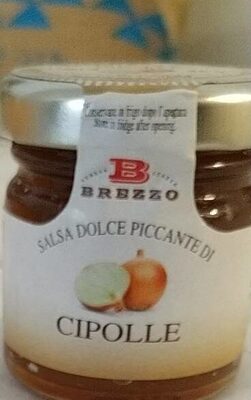 Conservare in frigo dopo l'apertura
Store in fridge after opening.
B
BREZZO
SALSA DOLCE PICCANTE DI
CIPOLLE